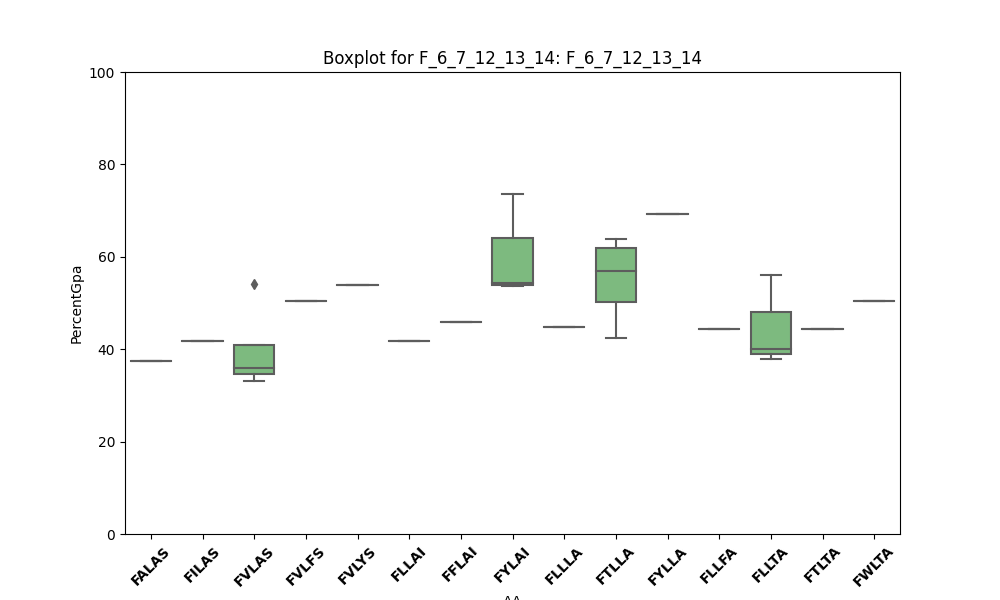 Boxplot for F_6_7_12_13_14: F_6_7_12_13_14
100
80
60
40
20
0
PercentGpa
FALAS FILAS FVLAS FVLFS FVLYS FLLAI FFLAI FYLAI FLLLA FTLLA FYLLA FLLFA FLLTA FTLTA FWLTA